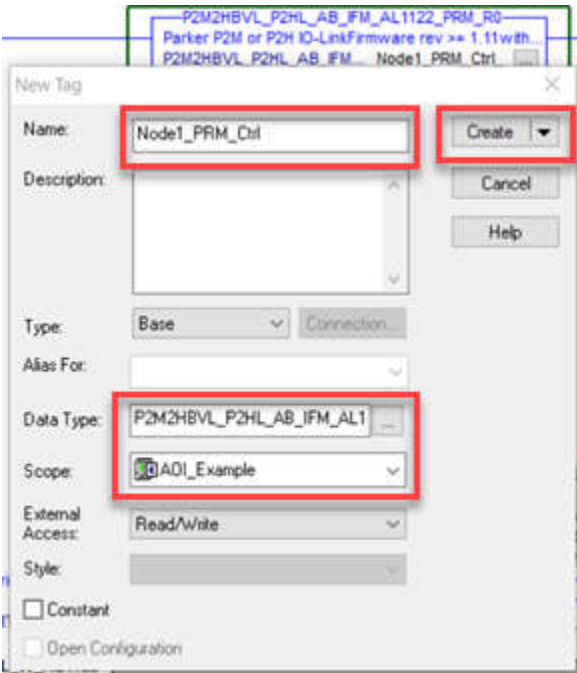 P2M2HBVL_P2HL_AB_IFM_AL1122_PRM_R0
Parker P2M or P2H IO-LinkFirmware rev >= 1.11with...
P2M2HBVL_P2HL_AB_IFM... Node1_PRM_Ctrl ...
New Tag
Name: Node1_PRM_Ctrl Create
Description: Cancel
Help
Type: Base Connection...
Alias For:
Data Type: P2M2HBVL_P2HL_AB_IFM_AL1 ...
Scope: AOI_Example
External Access: Read/Write
Style:
Constant
Open Configuration